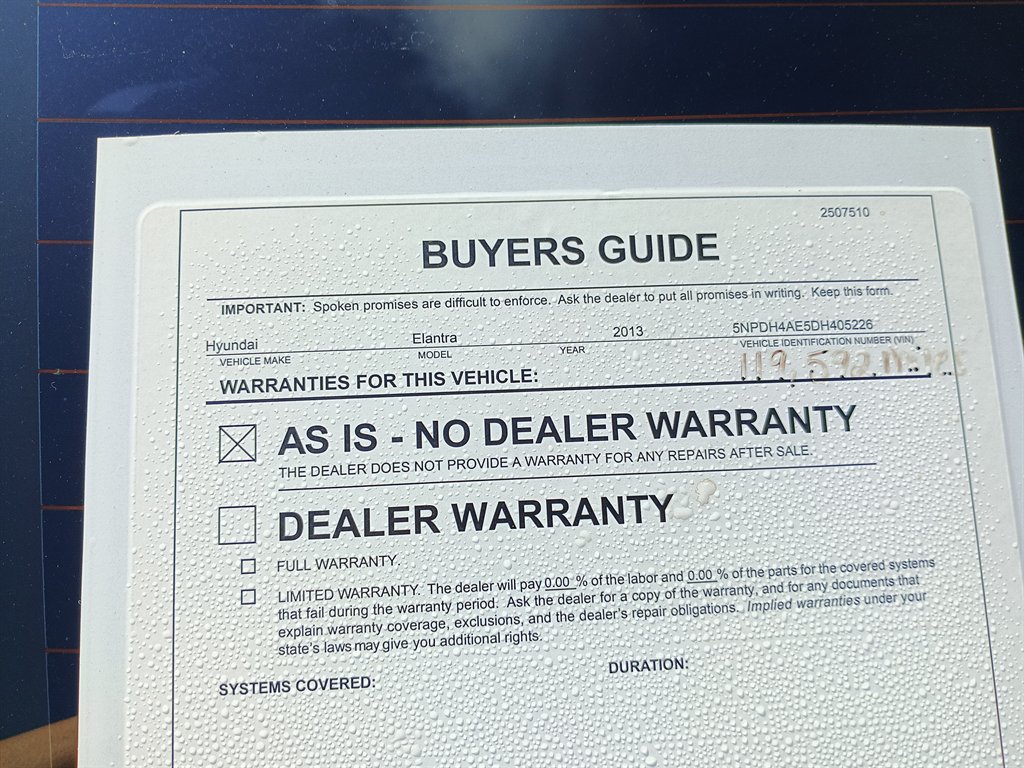 2507510
BUYERS GUIDE
IMPORTANT: Spoken promises are difficult to enforce. Ask the dealer to put all promises in writing. Keep this form.
Hyundai Elantra 2013 5NPDH4AE5DH405226
VEHICLE MAKE MODEL YEAR VEHICLE IDENTIFICATION NUMBER (VIN)
119,592 Miles
WARRANTIES FOR THIS VEHICLE:
AS IS - NO DEALER WARRANTY
THE DEALER DOES NOT PROVIDE A WARRANTY FOR ANY REPAIRS AFTER SALE.
DEALER WARRANTY
FULL WARRANTY.
LIMITED WARRANTY. The dealer will pay 0.00 % of the labor and 0.00 % of the parts for the covered systems
that fail during the warranty period. Ask the dealer for a copy of the warranty, and for any documents that
explain warranty coverage, exclusions, and the dealer's repair obligations. Implied warranties under your
state's laws may give you additional rights.
SYSTEMS COVERED: DURATION: